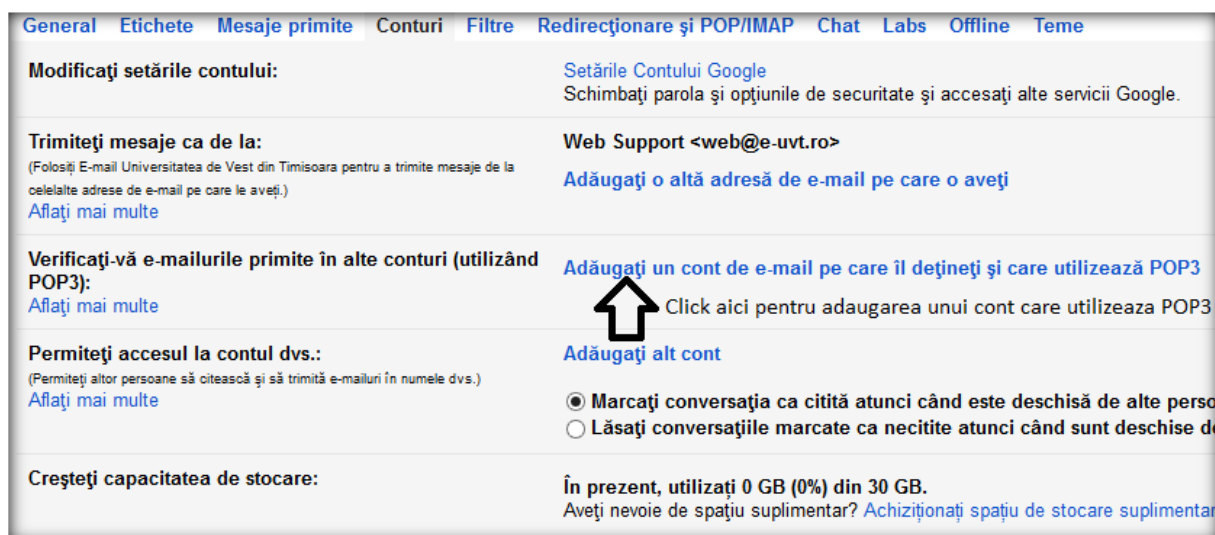 General Etichete Mesaje primite Conturi Filtre Redirecţionare şi POP/IMAP Chat Labs Offline Teme
Modificaţi setările contului:
Setările Contului Google
Schimbaţi parola şi opţiunile de securitate şi accesaţi alte servicii Google.
Trimiteţi mesaje ca de la:
(Folosiţi E-mail Universitatea de Vest din Timisoara pentru a trimite mesaje de la
celelalte adrese de e-mail pe care le aveţi.)
Aflaţi mai multe
Web Support <web@e-uvt.ro>
Adăugaţi o altă adresă de e-mail pe care o aveţi
Verificaţi-vă e-mailurile primite în alte conturi (utilizând
POP3):
Aflaţi mai multe
Adăugaţi un cont de e-mail pe care îl deţineţi şi care utilizează POP3
Click aici pentru adaugarea unui cont care utilizeaza POP3
Permiteţi accesul la contul dvs.:
(Permiteţi altor persoane să citească şi să trimită e-mailuri în numele dvs.)
Aflaţi mai multe
Adăugaţi alt cont
Marcaţi conversaţia ca citită atunci când este deschisă de alte perso
Lăsaţi conversaţiile marcate ca necitite atunci când sunt deschise d
Creşteţi capacitatea de stocare:
În prezent, utilizați 0 GB (0%) din 30 GB.
Aveţi nevoie de spaţiu suplimentar? Achiziționați spațiu de stocare suplimentar